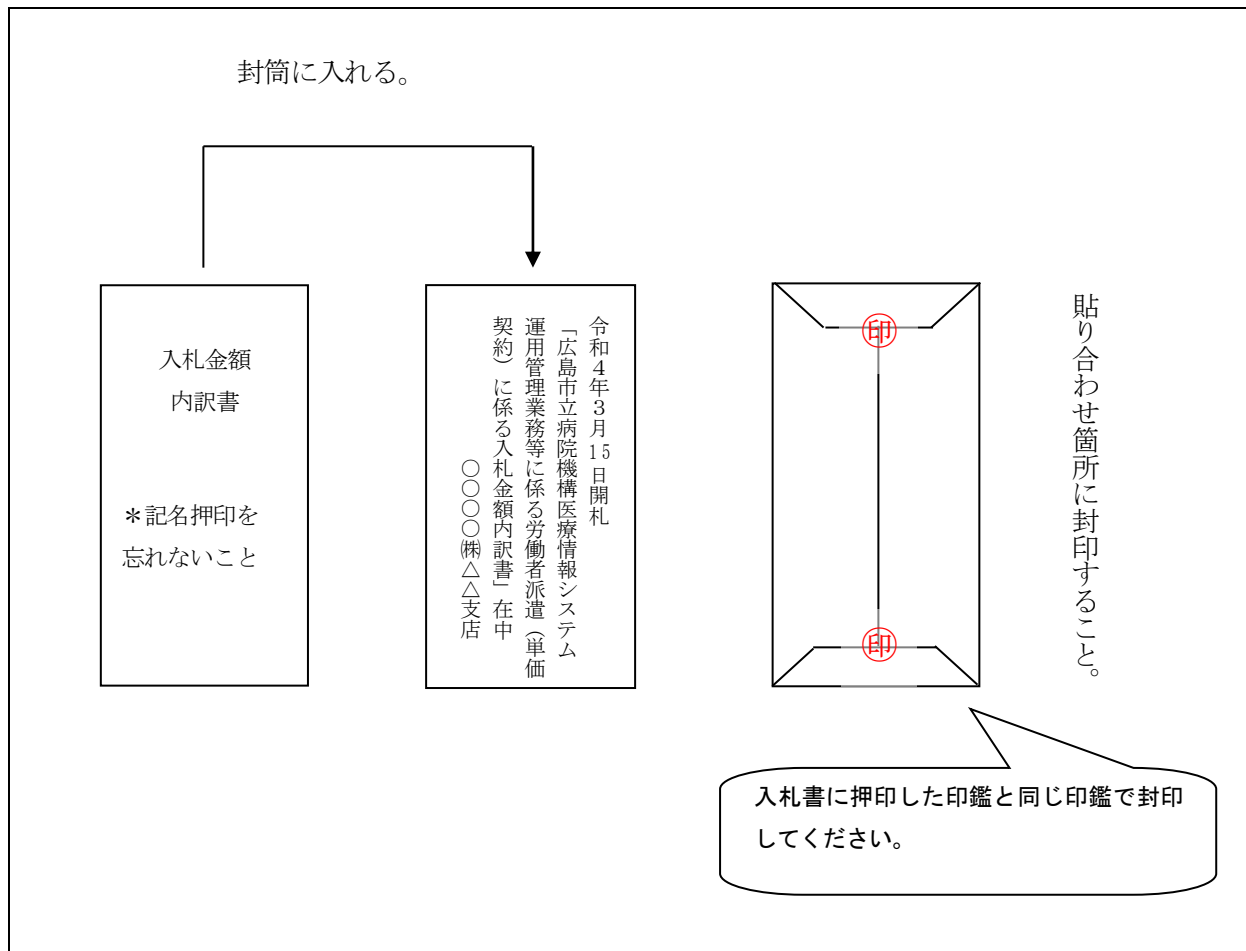 封筒に入れる。
入札金額
内訳書
＊記名押印を
忘れないこと
令和４年３月15日開札
「広島市立病院機構医療情報システム
運用管理業務等に係る労働者派遣（単価
契約）に係る入札金額内訳書」在中
〇〇〇〇㈱△△支店
印
印
貼り合わせ箇所に封印すること。
入札書に押印した印鑑と同じ印鑑で封印
してください。